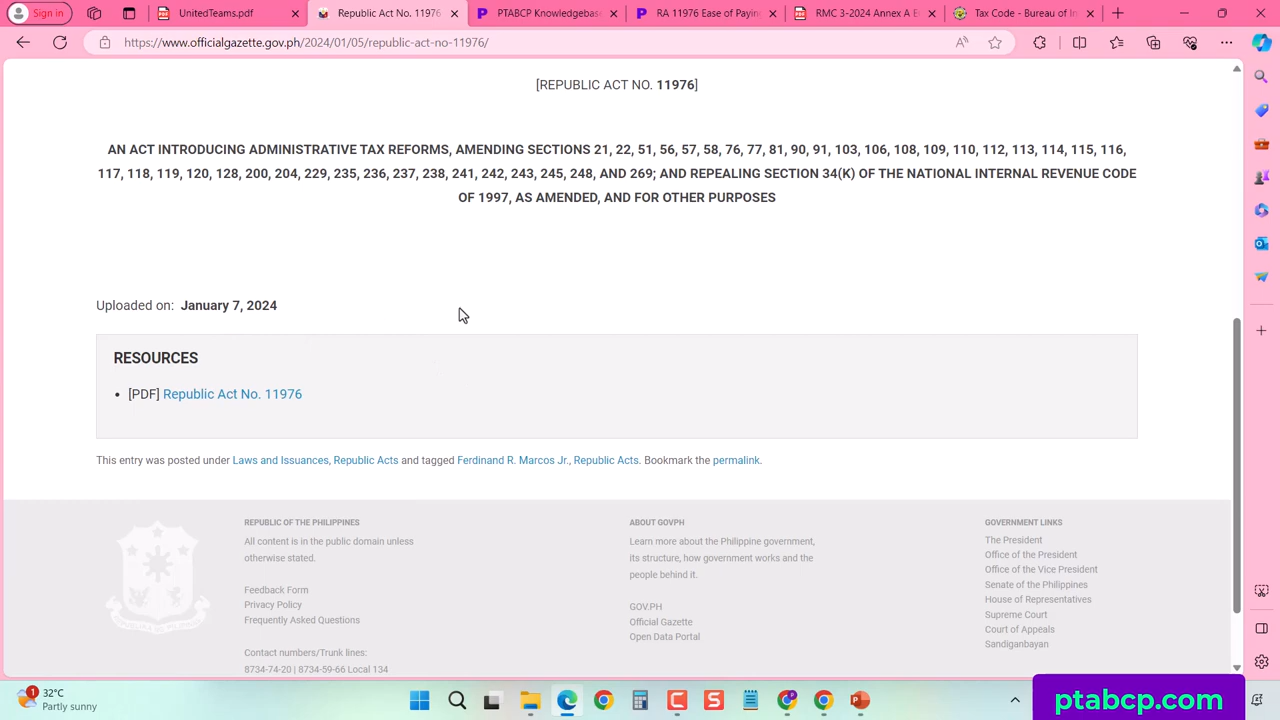 Sign in
UnitedTeams.pdf
Republic Act No. 11976
PTABCP Knowledgebase
RA 11976 Ease of Paying
RMC 3-2024 Annex A E
Tax Code - Bureau of In
https://www.officialgazette.gov.ph/2024/01/05/republic-act-no-11976/
[REPUBLIC ACT NO. 11976]
AN ACT INTRODUCING ADMINISTRATIVE TAX REFORMS, AMENDING SECTIONS 21, 22, 51, 56, 57, 58, 76, 77, 81, 90, 91, 103, 106, 108, 109, 110, 112, 113, 114, 115, 116,
117, 118, 119, 120, 128, 200, 204, 229, 235, 236, 237, 238, 241, 242, 243, 245, 248, AND 269; AND REPEALING SECTION 34(K) OF THE NATIONAL INTERNAL REVENUE CODE
OF 1997, AS AMENDED, AND FOR OTHER PURPOSES
Uploaded on: January 7, 2024
RESOURCES
• [PDF] Republic Act No. 11976
This entry was posted under Laws and Issuances, Republic Acts and tagged Ferdinand R. Marcos Jr., Republic Acts. Bookmark the permalink.
REPUBLIC OF THE PHILIPPINES
All content is in the public domain unless
otherwise stated.
Feedback Form
Privacy Policy
Frequently Asked Questions
Contact numbers/Trunk lines:
8734-74-20 | 8734-59-66 Local 134
ABOUT GOVPH
Learn more about the Philippine government,
its structure, how government works and the
people behind it.
GOV.PH
Official Gazette
Open Data Portal
GOVERNMENT LINKS
The President
Office of the President
Office of the Vice President
Senate of the Philippines
House of Representatives
Supreme Court
Court of Appeals
Sandiganbayan
1
32°C
Partly sunny
ptabcp.com